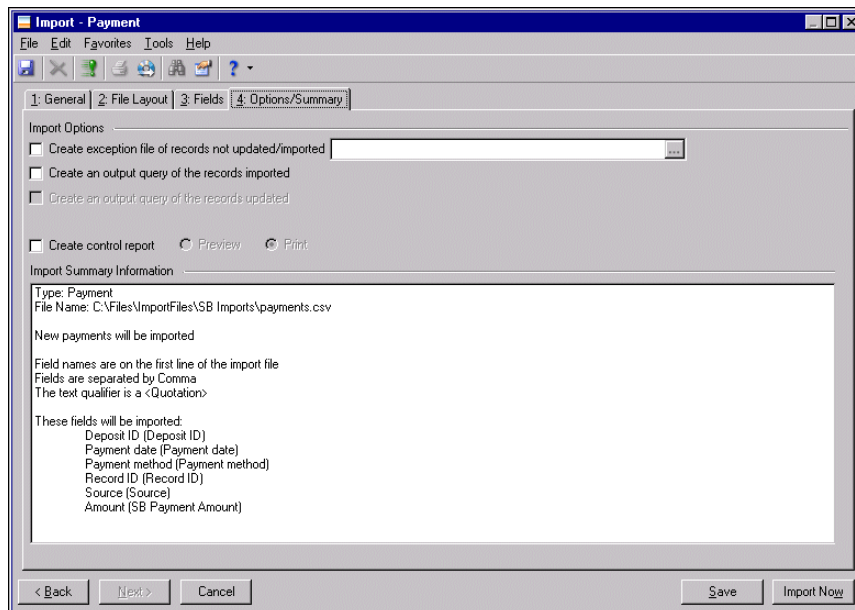 Import - Payment
File Edit Favorites Tools Help
1: General 2: File Layout 3: Fields 4: Options/Summary
Import Options
Create exception file of records not updated/imported ...
Create an output query of the records imported
Create an output query of the records updated
Create control report Preview Print
Import Summary Information
Type: Payment
File Name: C:\Files\ImportFiles\SB Imports\payments.csv
New payments will be imported
Field names are on the first line of the import file
Fields are separated by Comma
The text qualifier is a <Quotation>
These fields will be imported:
Deposit ID (Deposit ID)
Payment date (Payment date)
Payment method (Payment method)
Record ID (Record ID)
Source (Source)
Amount (SB Payment Amount)
< Back Next > Cancel Save Import Now